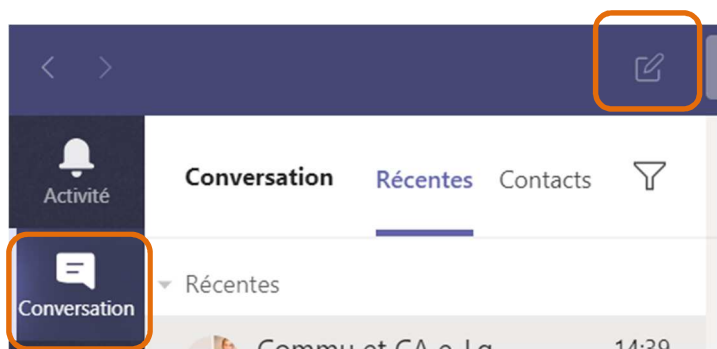 Activité
Conversation Récentes Contacts
Conversation
Récentes
14:39